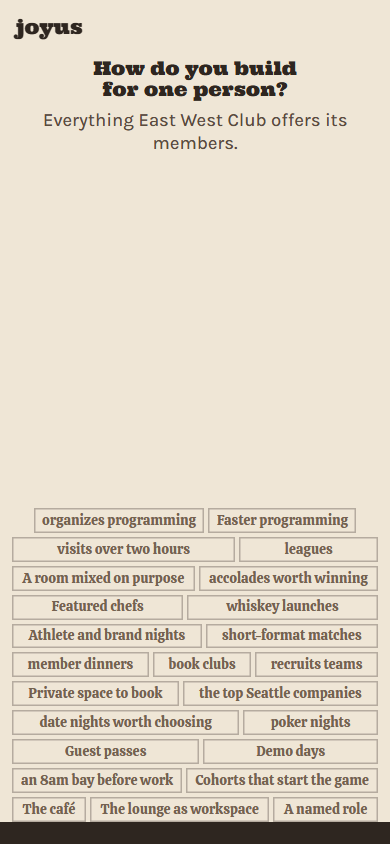 joyus
How do you build
for one person?
Everything East West Club offers its
members.
organizes programming Faster programming
visits over two hours leagues
A room mixed on purpose accolades worth winning
Featured chefs whiskey launches
Athlete and brand nights short-format matches
member dinners book clubs recruits teams
Private space to book the top Seattle companies
date nights worth choosing poker nights
Guest passes Demo days
an 8am bay before work Cohorts that start the game
The café The lounge as workspace A named role